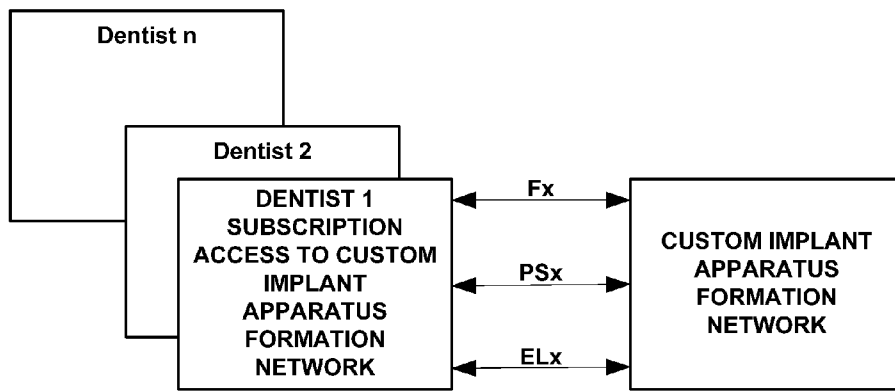 Dentist n
Dentist 2
DENTIST 1
SUBSCRIPTION
ACCESS TO CUSTOM
IMPLANT
APPARATUS
FORMATION
NETWORK
Fx
PSx
ELx
CUSTOM IMPLANT
APPARATUS
FORMATION
NETWORK